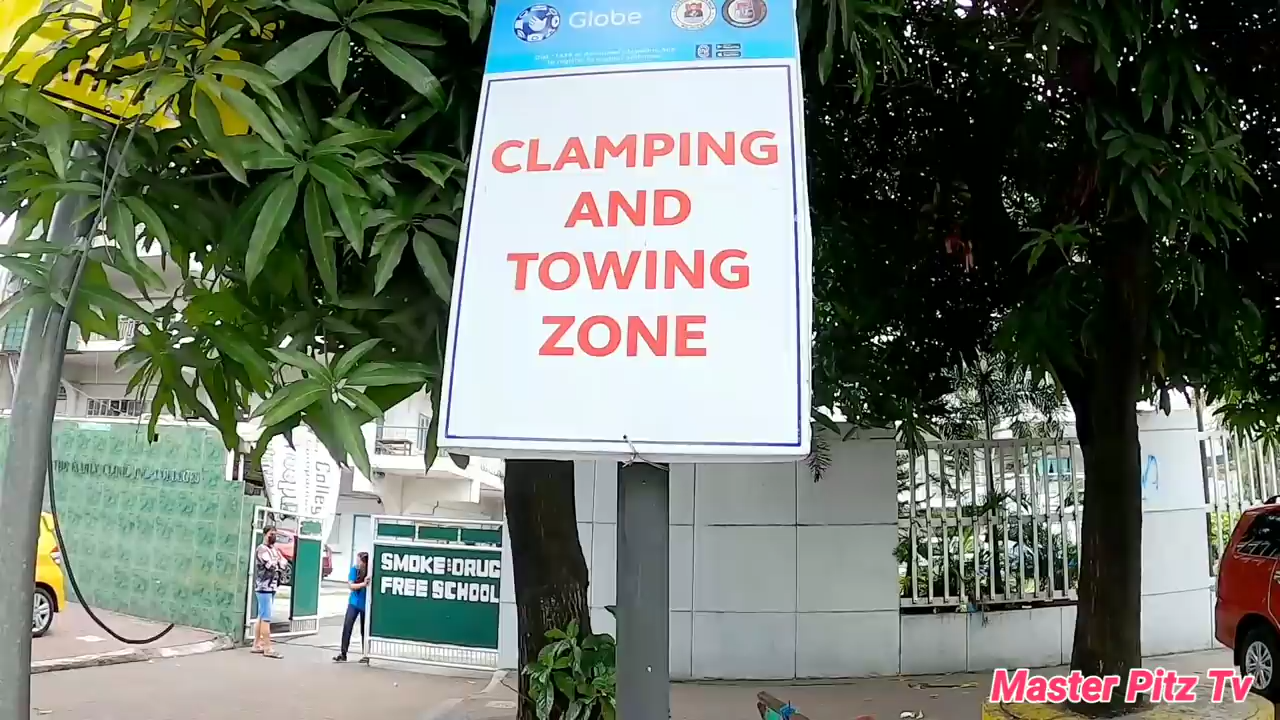 Globe
CLAMPING
AND
TOWING
ZONE
SMOKE & DRUG
FREE SCHOOL
Master Pitz Tv